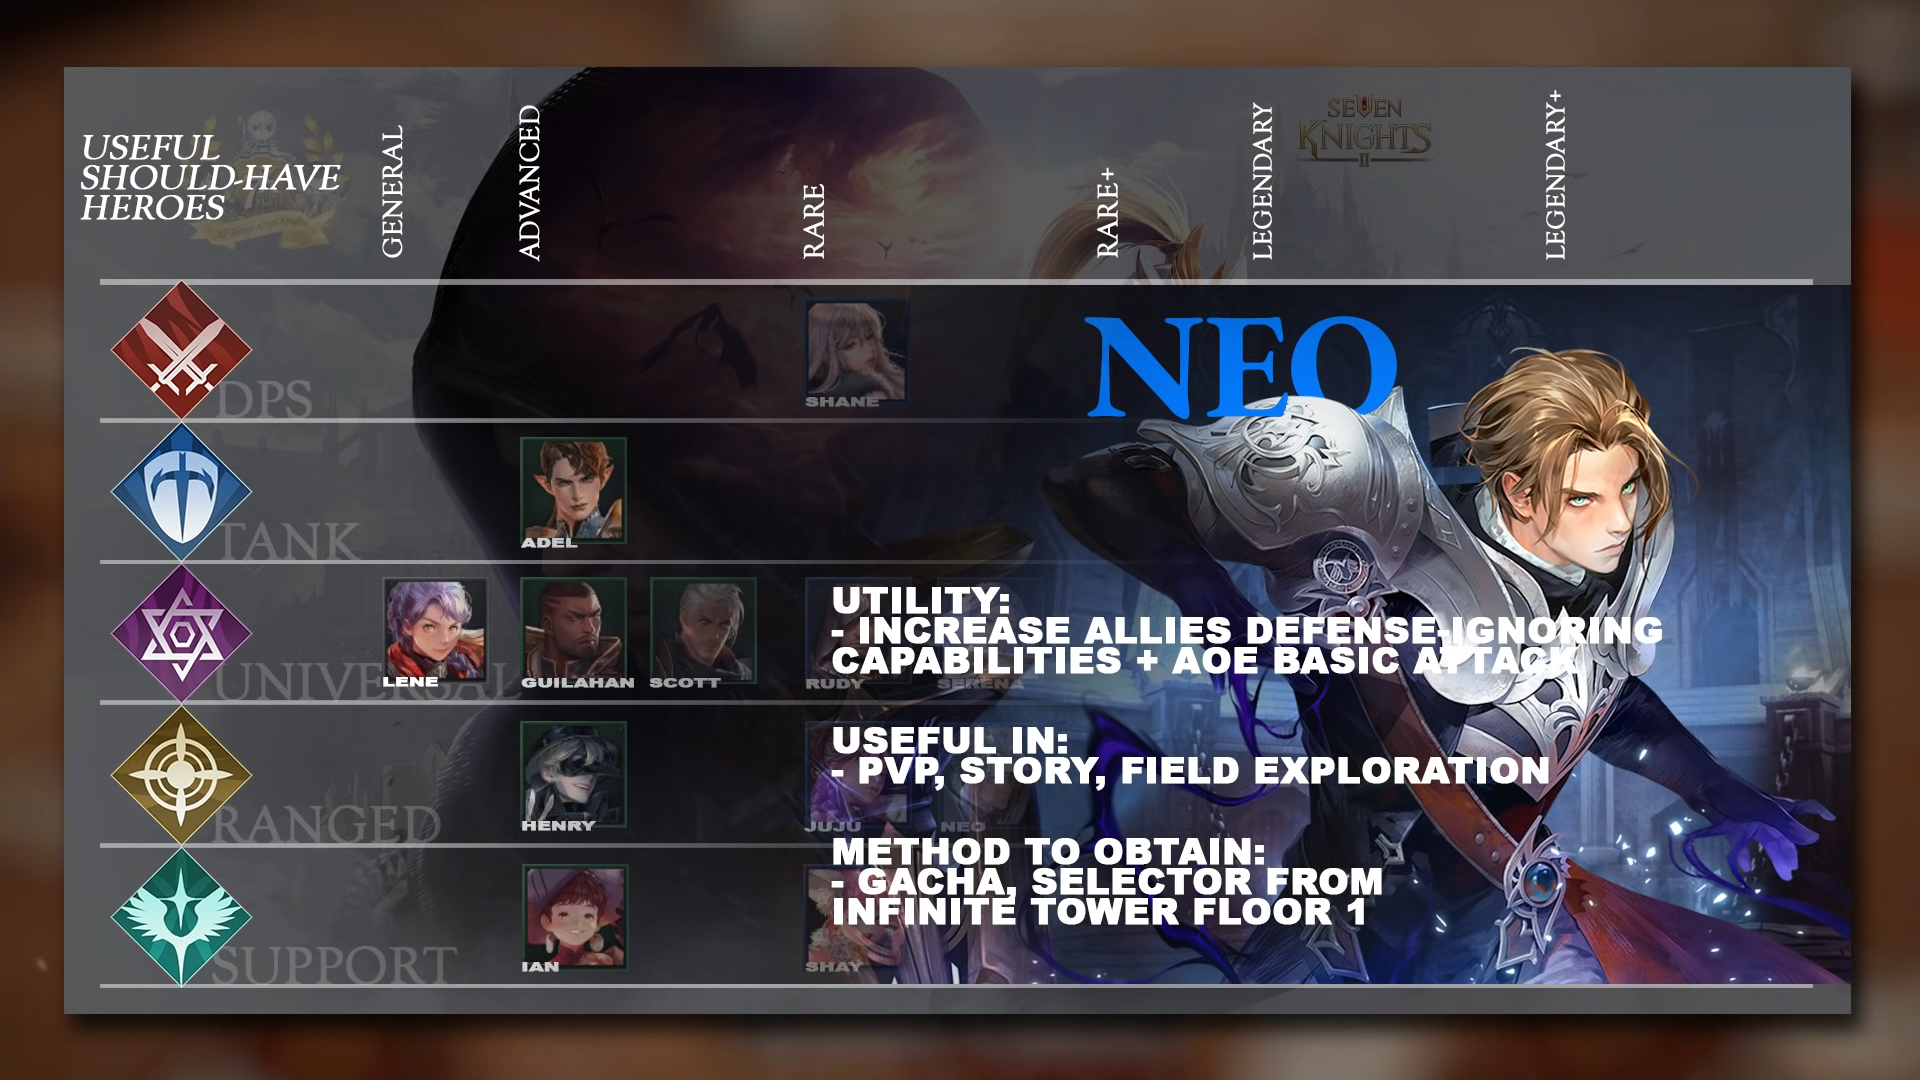 USEFUL
SHOULD-HAVE
HEROES
GENERAL
ADVANCED
RARE
RARE+
LEGENDARY
LEGENDARY+
SEVEN
KNIGHTS
II
DPS
SHANE
NEO
TANK
ADEL
UNIVERSAL
LENE
GUILAHAN
SCOTT
RUDY
SERENA
UTILITY:
- INCREASE ALLIES DEFENSE-IGNORING
CAPABILITIES + AOE BASIC ATTACK
RANGED
HENRY
JUJU
NEO
USEFUL IN:
- PVP, STORY, FIELD EXPLORATION
SUPPORT
IAN
SHAY
METHOD TO OBTAIN:
- GACHA, SELECTOR FROM
INFINITE TOWER FLOOR 1